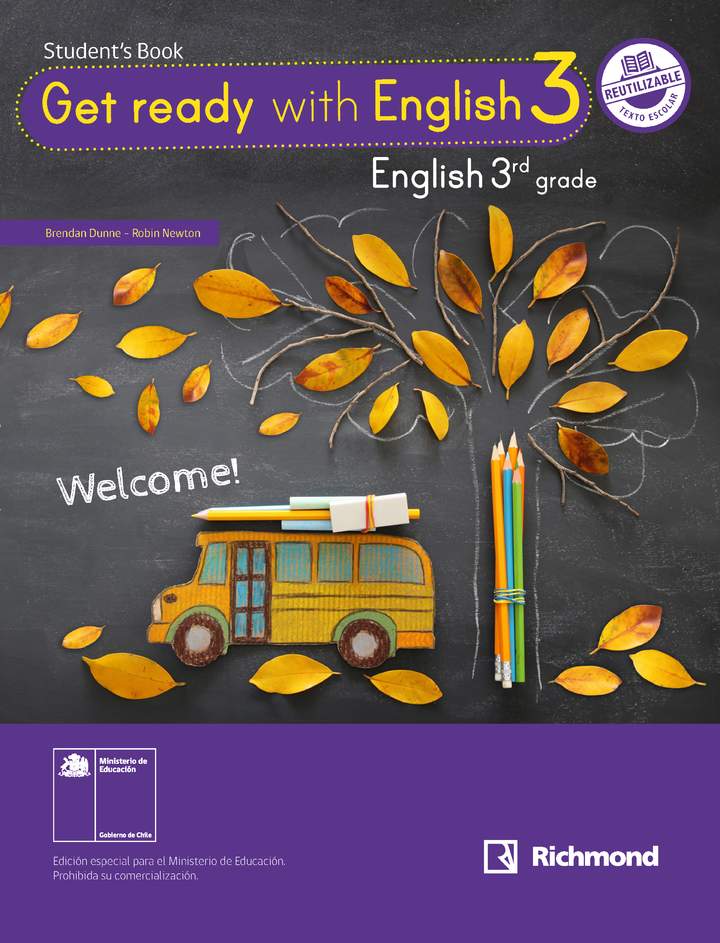 Student's Book
Get ready with English 3
REUTILIZABLE
TEXTO ESCOLAR
English 3rd grade
Brendan Dunne - Robin Newton
Welcome!
Ministerio de
Educación
Gobierno de Chile
Edición especial para el Ministerio de Educación.
Prohibida su comercialización.
Richmond